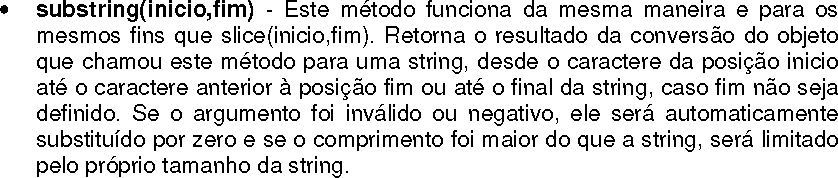 • substring(inicio,fim) - Este método funciona da mesma maneira e para os
mesmos fins que slice(inicio,fim). Retorna o resultado da conversão do objeto
que chamou este método para uma string, desde o caractere da posição inicio
até o caractere anterior à posição fim ou até o final da string, caso fim não seja
definido. Se o argumento foi inválido ou negativo, ele será automaticamente
substituído por zero e se o comprimento foi maior do que a string, será limitado
pelo próprio tamanho da string.